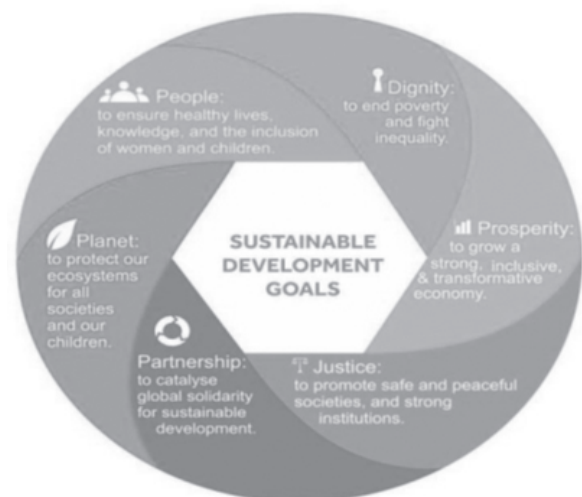 People:
to ensure healthy lives,
knowledge, and the inclusion
of women and children.
Dignity:
to end poverty
and fight
inequality.
Prosperity:
to grow a
strong, inclusive,
& transformative
economy.
Justice:
to promote safe and peaceful
societies, and strong
institutions.
Partnership:
to catalyse
global solidarity
for sustainable
development.
Planet:
to protect our
ecosystems
for all
societies
and our
children.
SUSTAINABLE
DEVELOPMENT
GOALS